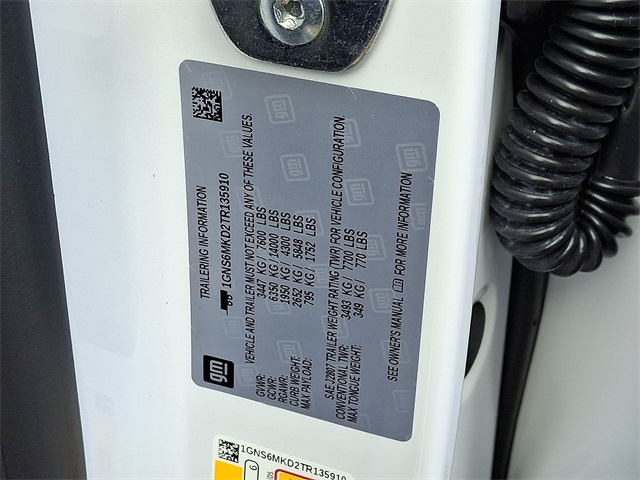 gm
TRAILERING INFORMATION
1GNS6MKD2TR135910
VEHICLE AND TRAILER MUST NOT EXCEED ANY OF THESE VALUES.
GVWR: 3447 KG / 7600 LBS
GCWR: 6350 KG / 14000 LBS
RGAWR: 1950 KG / 4300 LBS
CURB WEIGHT: 2652 KG / 5848 LBS
MAX PAYLOAD: 795 KG / 1752 LBS
SAE J2807 TRAILER WEIGHT RATING (TWR) FOR VEHICLE CONFIGURATION.
CONVENTIONAL TWR: 3493 KG / 7700 LBS
MAX TONGUE WEIGHT: 349 KG / 770 LBS
SEE OWNER'S MANUAL FOR MORE INFORMATION
1GNS6MKD2TR135910